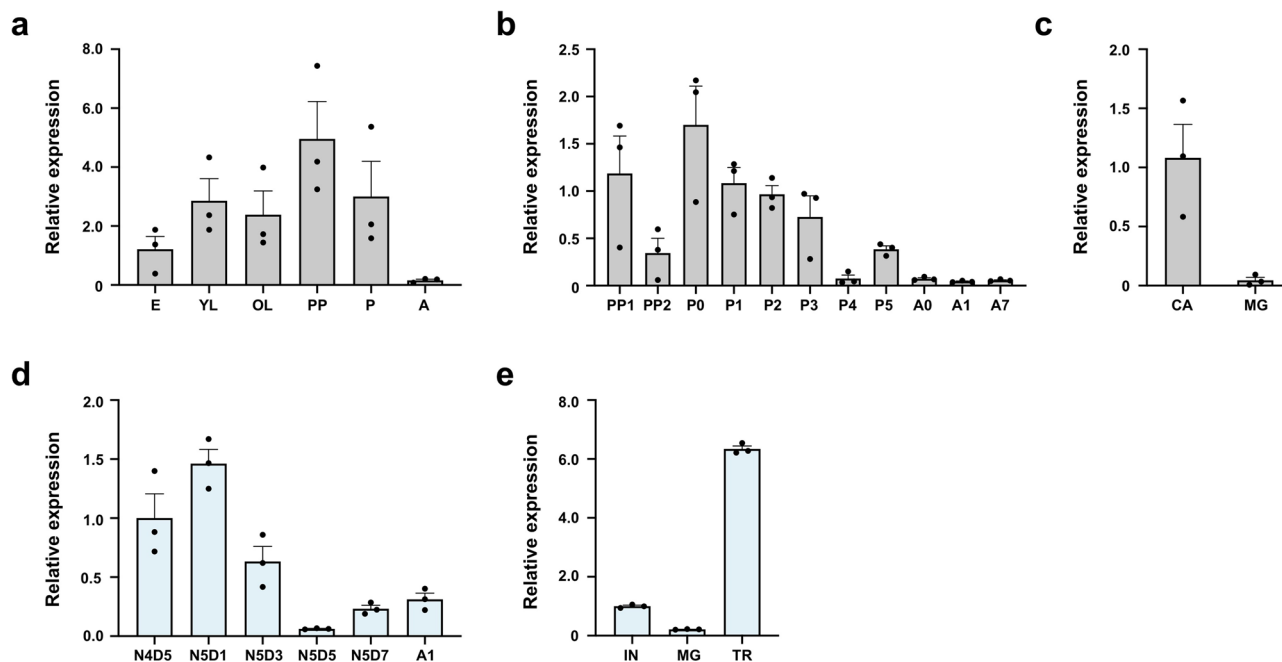 a
8.0
6.0
4.0
2.0
0
Relative expression
E YL OL PP P A
b
2.5
2.0
1.5
1.0
0.5
0
Relative expression
PP1 PP2 P0 P1 P2 P3 P4 P5 A0 A1 A7
c
2.0
1.5
1.0
0.5
0
Relative expression
CA MG
d
2.0
1.5
1.0
0.5
0.0
Relative expression
N4D5 N5D1 N5D3 N5D5 N5D7 A1
e
8.0
6.0
4.0
2.0
0
Relative expression
IN MG TR